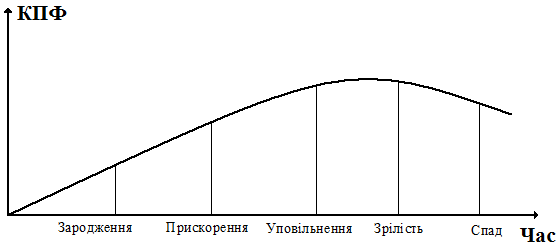 КПФ
Зародження
Прискорення
Уповільнення
Зрілість
Спад
Час